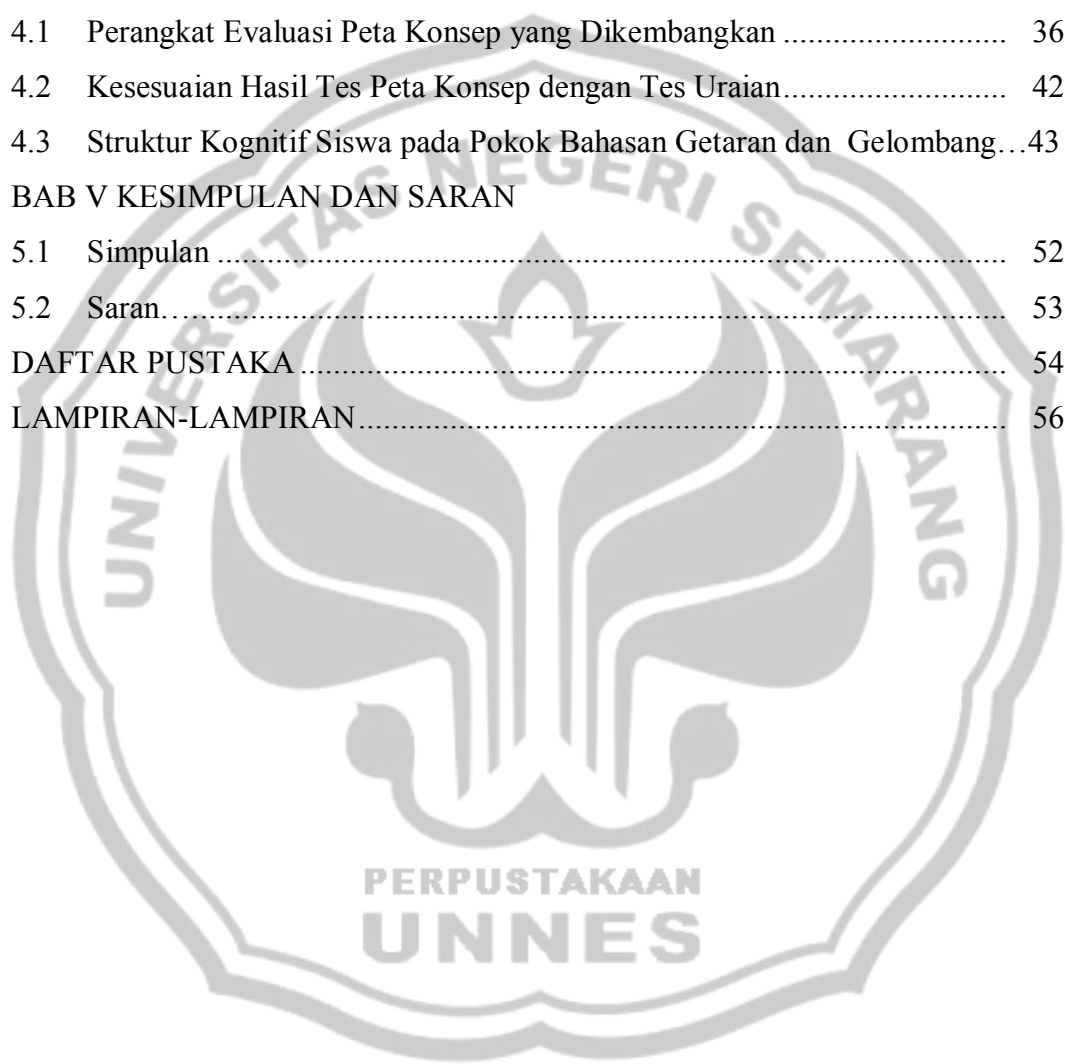 4.1 Perangkat Evaluasi Peta Konsep yang Dikembangkan ........................... 36
4.2 Kesesuaian Hasil Tes Peta Konsep dengan Tes Uraian........................... 42
4.3 Struktur Kognitif Siswa pada Pokok Bahasan Getaran dan Gelombang…43
BAB V KESIMPULAN DAN SARAN
5.1 Simpulan ............................................................................................. 52
5.2 Saran…................................................................................................ 53
DAFTAR PUSTAKA ................................................................................... 54
LAMPIRAN-LAMPIRAN............................................................................. 56
UNIVERSITAS NEGERI SEMARANG
PERPUSTAKAAN
UNNES